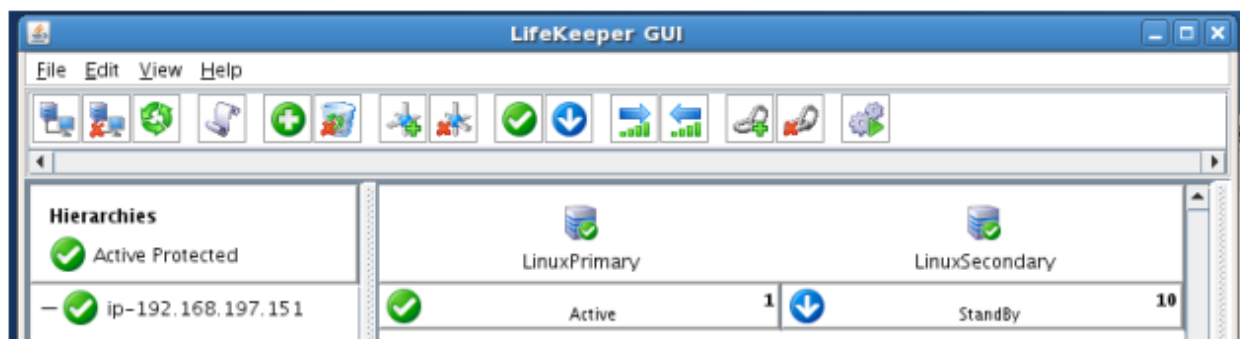 LifeKeeper GUI
File Edit View Help
Hierarchies
Active Protected
LinuxPrimary LinuxSecondary
ip-192.168.197.151 Active 1 StandBy 10